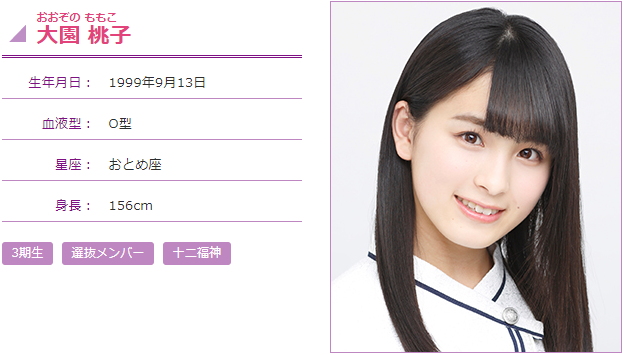 おおぞの ももこ
大園 桃子
生年月日： 1999年9月13日
血液型： O型
星座： おとめ座
身長： 156cm
3期生 選抜メンバー 十二福神